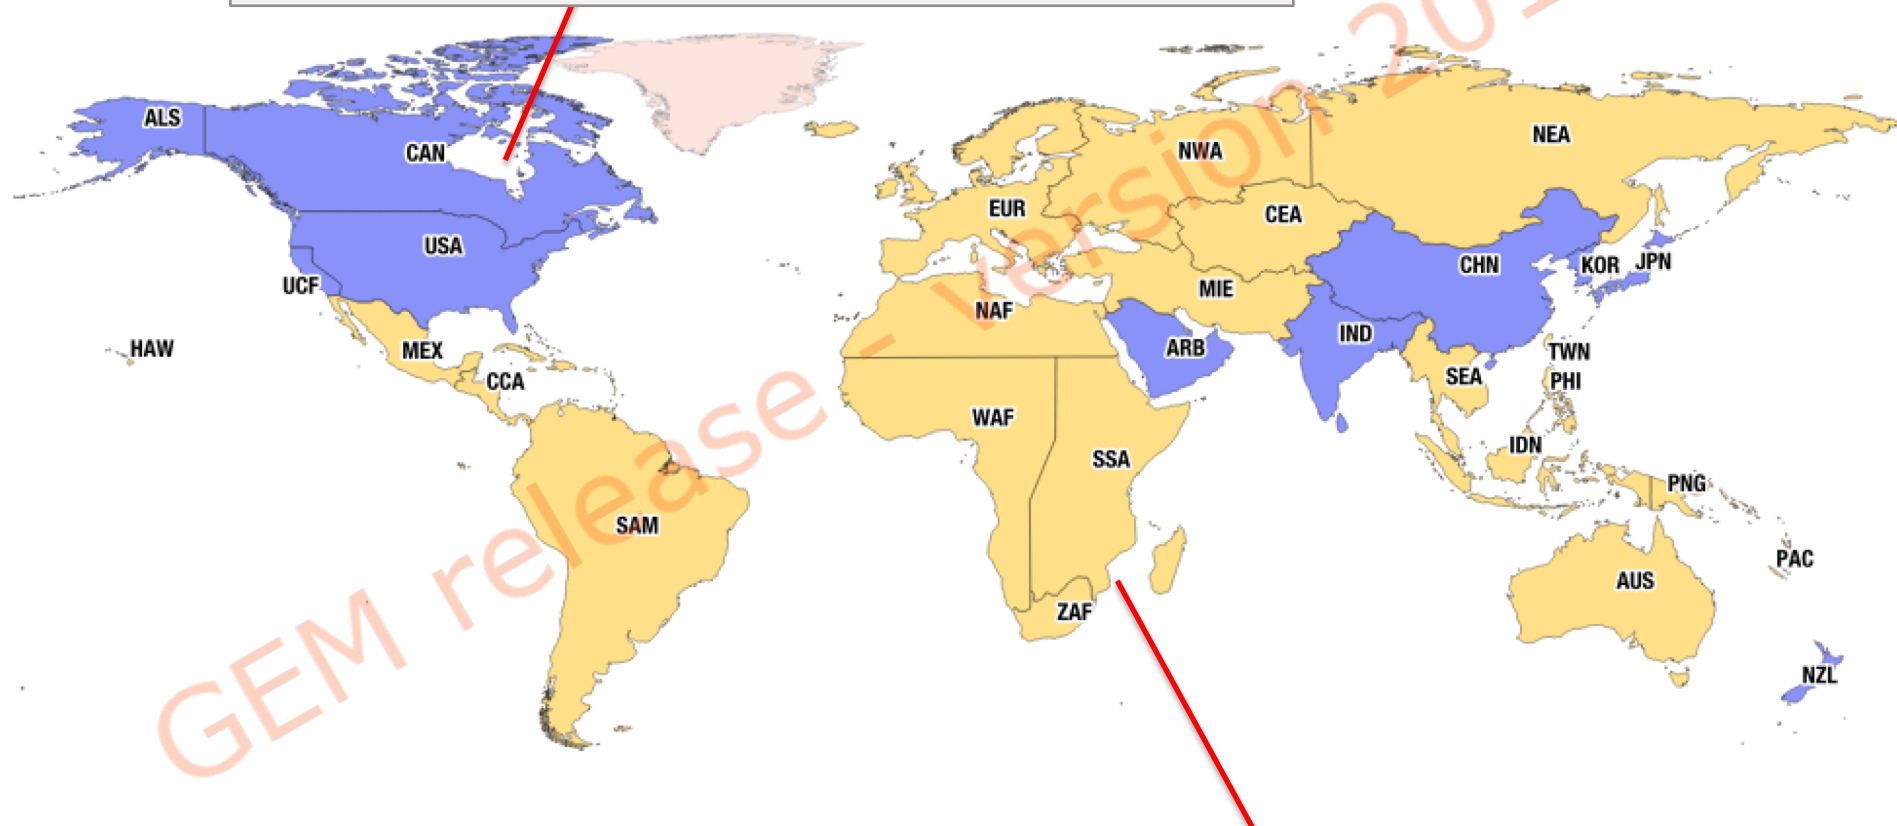 ALS
CAN
USA
UCF
HAW
MEX
CCA
SAM
EUR
NWA
NEA
CEA
CHN
KOR
JPN
MIE
NAF
ARB
IND
TWN
PHI
SEA
WAF
SSA
IDN
PNG
ZAF
PAC
AUS
NZL
GEM release - version 201